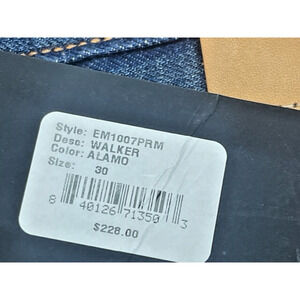 Style: EM1007PRM
Desc: WALKER
Color: ALAMO
Size: 30
8 40126 71350 3
$228.00